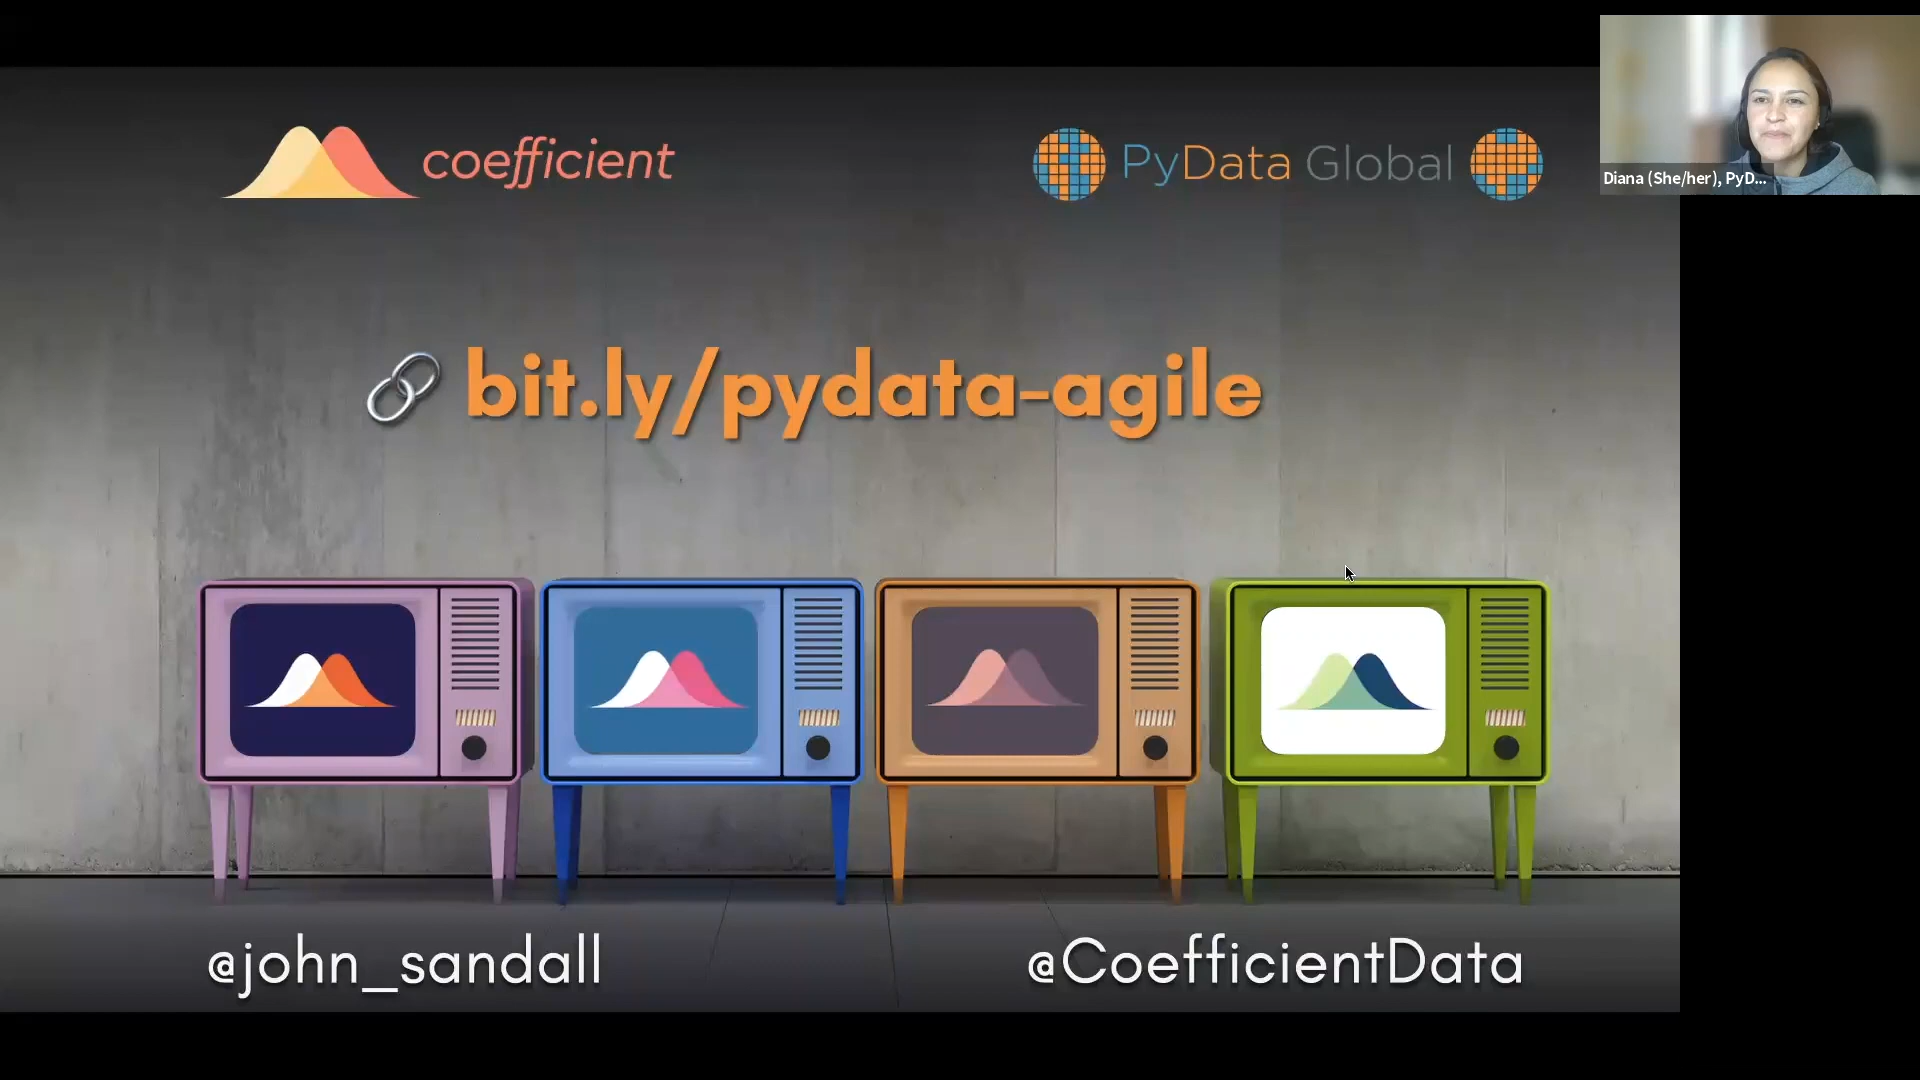 coefficient
PyData Global
Diana (She/her), PyD...
bit.ly/pydata-agile
@john_sandall
@CoefficientData